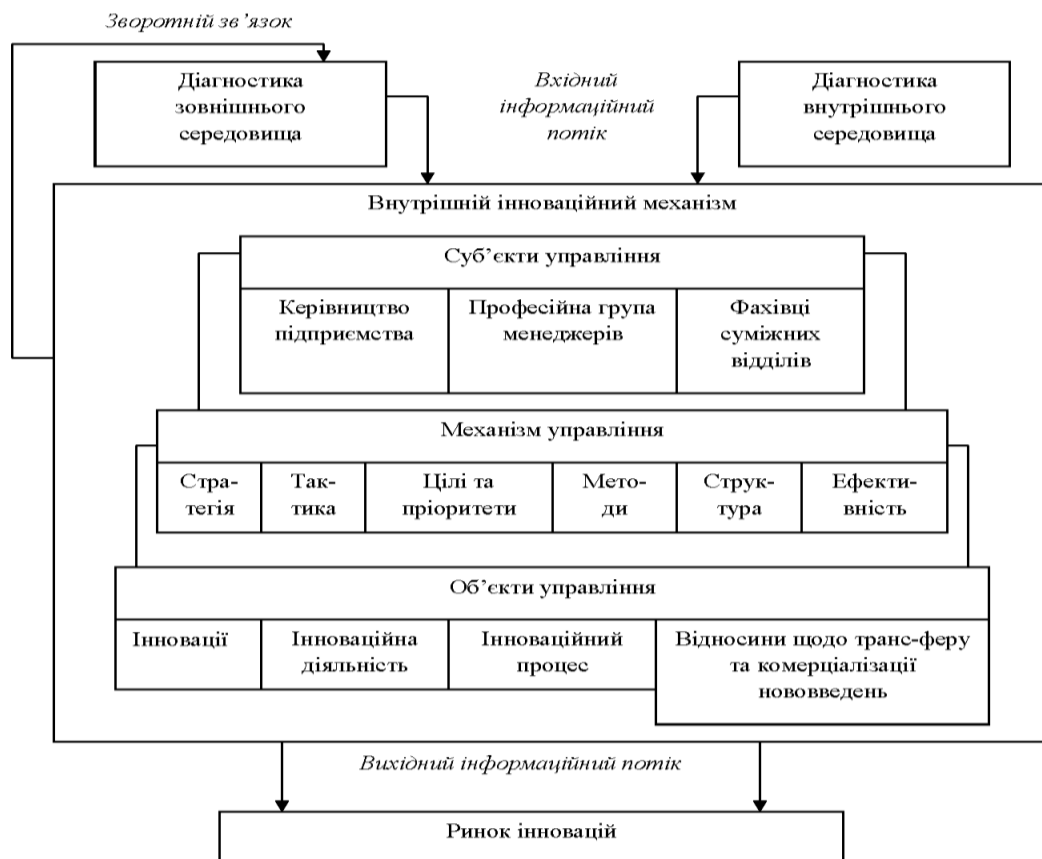 Зворотній зв’язок
Діагностика
зовнішнього
середовища
Вхідний
інформаційний
потік
Діагностика
внутрішнього
середовища
Внутрішній інноваційний механізм
Суб’єкти управління
Керівництво
підприємства
Професійна група
менеджерів
Фахівці
суміжних
відділів
Механізм управління
Стра-
тегія
Так-
тика
Цілі та
пріоритети
Мето-
ди
Струк-
тура
Ефекти-
вність
Об’єкти управління
Інновації
Інноваційна
діяльність
Інноваційний
процес
Відносини щодо транс-феру
та комерціалізації
нововведень
Вихідний інформаційний потік
Ринок інновацій